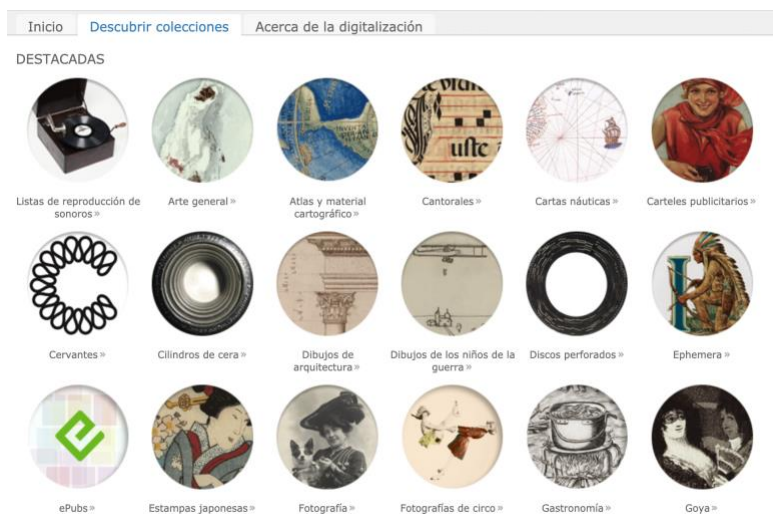 Inicio Descubrir colecciones Acerca de la digitalización
DESTACADAS
Listas de reproducción de
sonoros »
Arte general »
Atlas y material
cartográfico »
Cantorales »
Cartas náuticas »
Carteles publicitarios »
Cervantes »
Cilindros de cera »
Dibujos de
arquitectura »
Dibujos de los niños de la
guerra »
Discos perforados »
Ephemera »
ePubs »
Estampas japonesas »
Fotografía »
Fotografías de circo »
Gastronomía »
Goya »